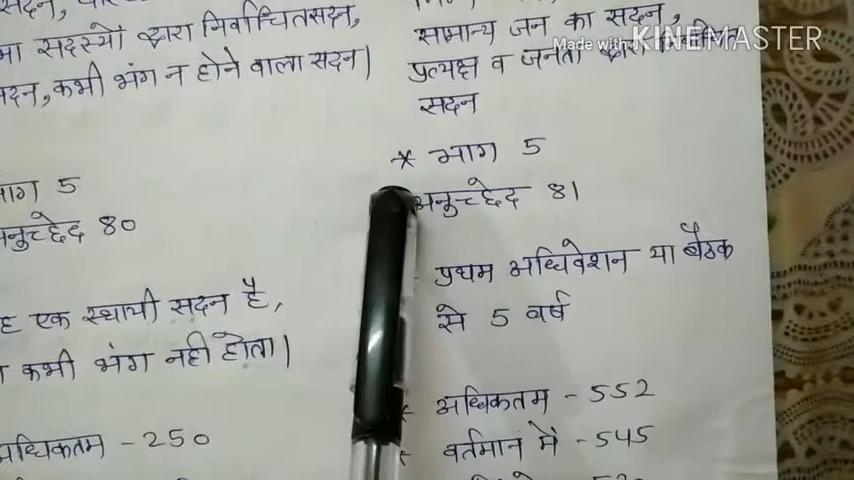 सदन,
मा सदस्यों द्वारा निर्वाचितसदन,
सदन, कभी भंग न होने वाला सदन।
भाग 5
अनुच्छेद 80
यह एक स्थायी सदन है,
कभी भंग नही होता।
अधिकतम - 250
सामान्य जन का सदन,
प्रत्यक्ष व जनता द्वारा निर्वाचित
सदन
* भाग 5
अनुच्छेद 81
प्रथम अधिवेशन या बैठक
से 5 वर्ष
* अधिकतम - 552
* वर्तमान में - 545
Made with KINEMASTER